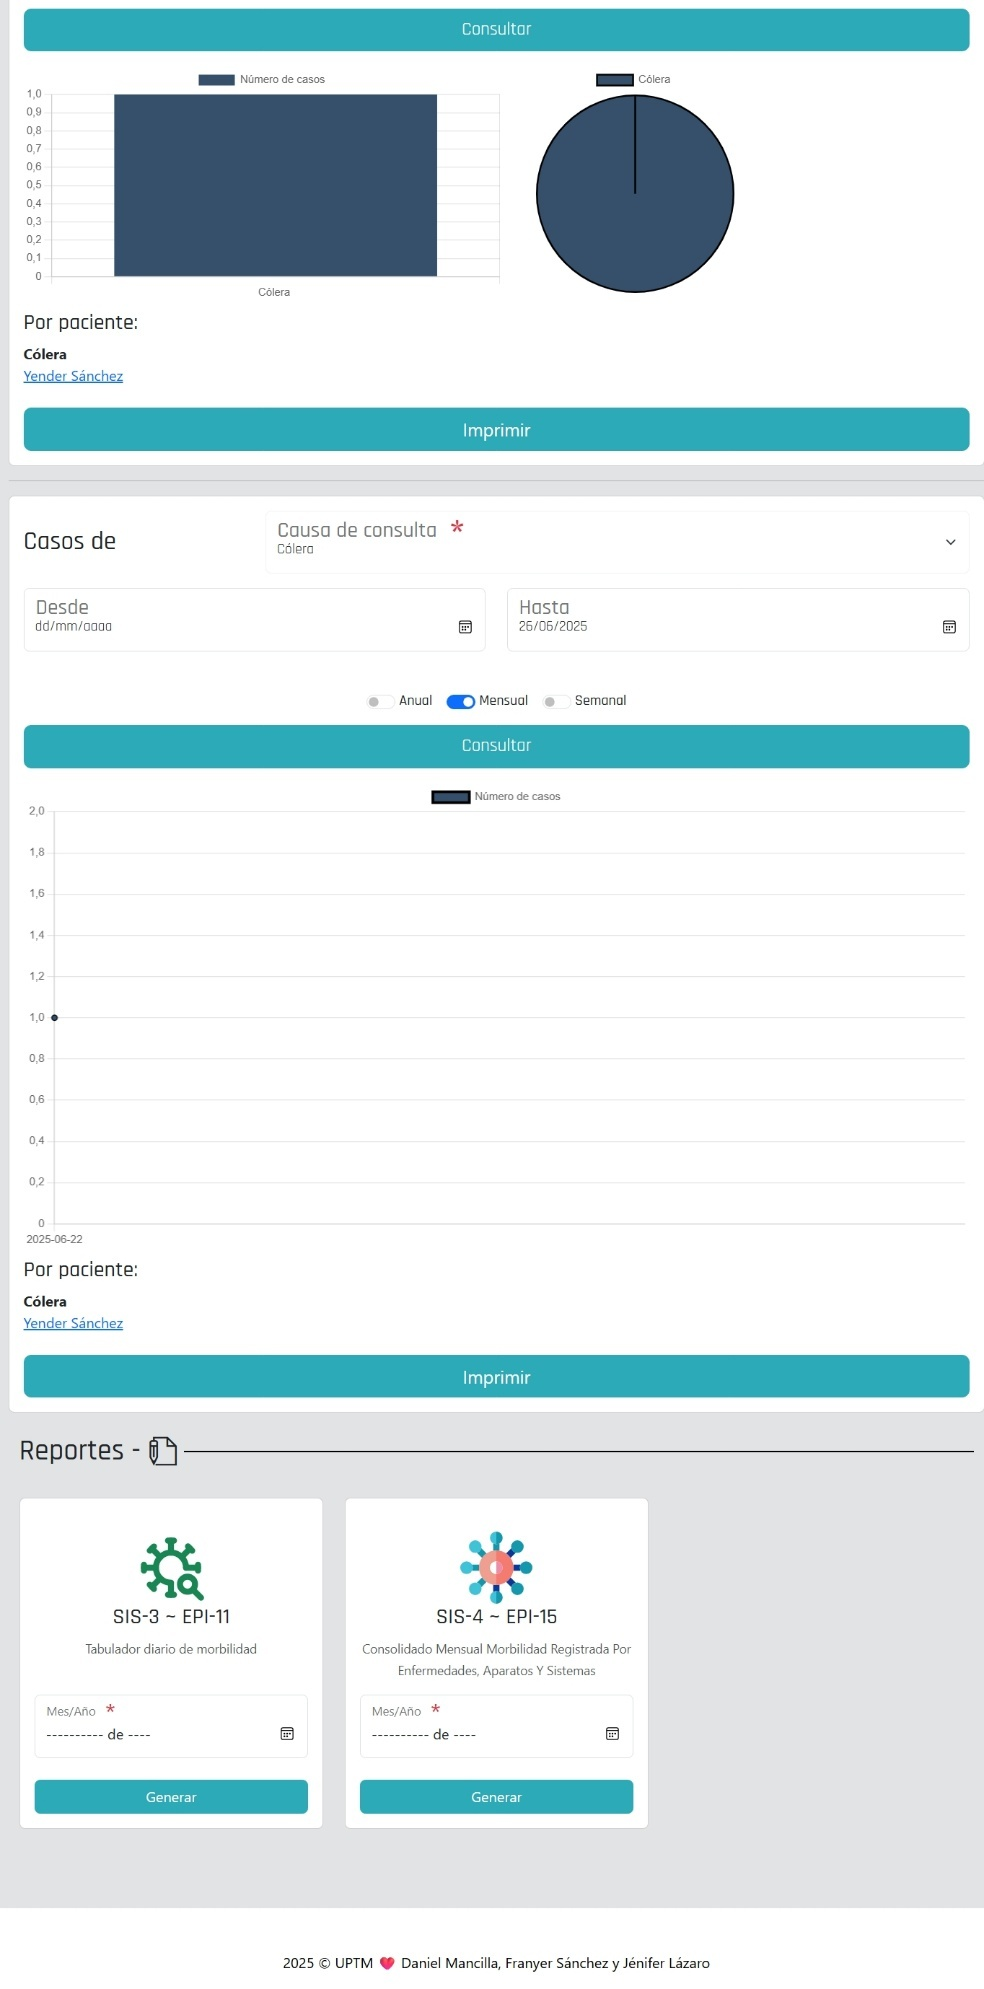 Consultar
Número de casos
Cólera
1,0
0,9
0,8
0,7
0,6
0,5
0,4
0,3
0,2
0,1
0
Cólera
Por paciente:
Cólera
Yender Sánchez
Imprimir
Casos de
Causa de consulta *
Cólera
Desde
dd/mm/aaaa
Hasta
26/06/2025
Anual Mensual Semanal
Consultar
Número de casos
2,0
1,8
1,6
1,4
1,2
1,0
0,8
0,6
0,4
0,2
0
2025-06-22
Por paciente:
Cólera
Yender Sánchez
Imprimir
Reportes -
SIS-3 ~ EPI-11
Tabulador diario de morbilidad
Mes/Año *
---------- de ----
Generar
SIS-4 ~ EPI-15
Consolidado Mensual Morbilidad Registrada Por
Enfermedades, Aparatos Y Sistemas
Mes/Año *
---------- de ----
Generar
2025 © UPTM ❤ Daniel Mancilla, Franyer Sánchez y Jénifer Lázaro